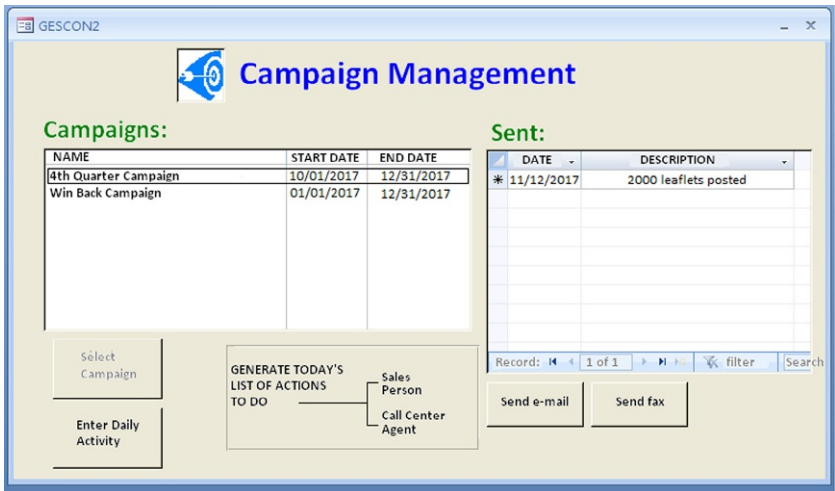 GESCON2
Campaign Management
Campaigns:
NAME START DATE END DATE
4th Quarter Campaign 10/01/2017 12/31/2017
Win Back Campaign 01/01/2017 12/31/2017
Sent:
DATE DESCRIPTION
11/12/2017 2000 leaflets posted
Record: 1 of 1 filter Search
Select
Campaign
Enter Daily
Activity
GENERATE TODAY'S
LIST OF ACTIONS
TO DO
Sales
Person
Call Center
Agent
Send e-mail
Send fax